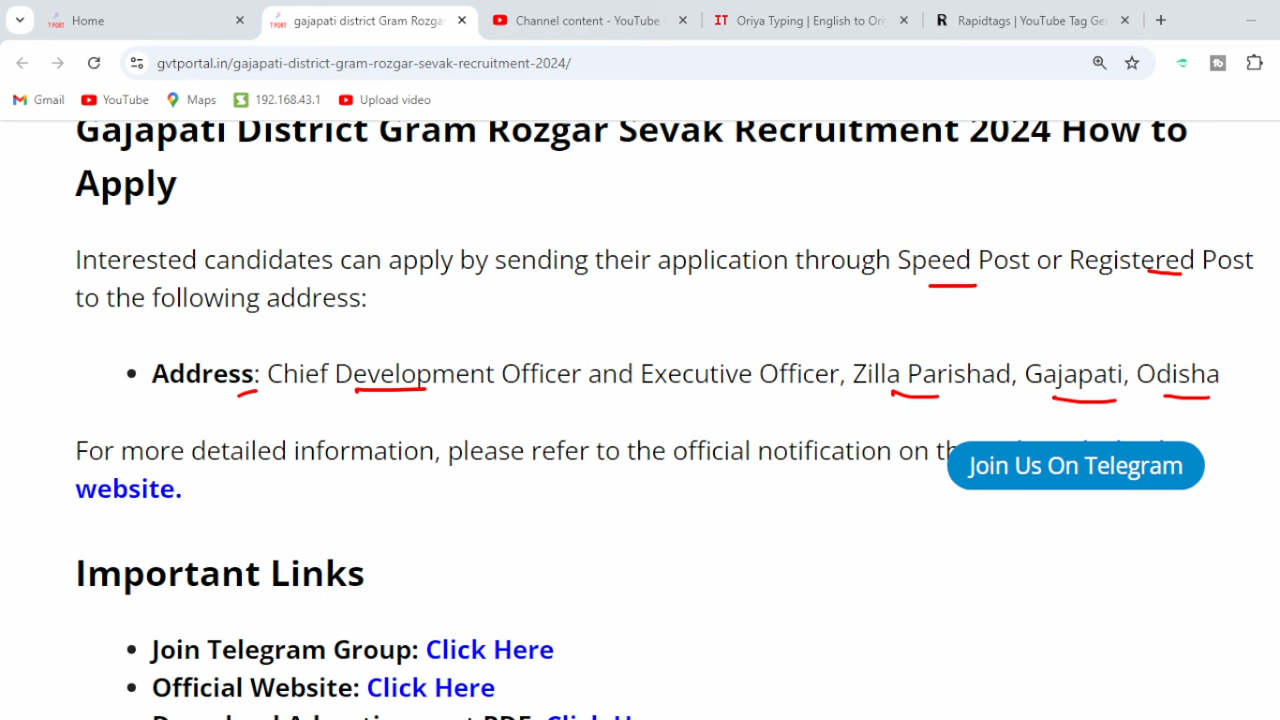 Home
gajapati district Gram Rozga
Channel content - YouTube
IT Oriya Typing | English to Ori
R Rapidtags | YouTube Tag Ge
gvtportal.in/gajapati-district-gram-rozgar-sevak-recruitment-2024/
Gmail YouTube Maps 192.168.43.1 Upload video
Gajapati District Gram Rozgar Sevak Recruitment 2024 How to
Apply
Interested candidates can apply by sending their application through Speed Post or Registered Post
to the following address:
• Address: Chief Development Officer and Executive Officer, Zilla Parishad, Gajapati, Odisha
For more detailed information, please refer to the official notification on
website.
Join Us On Telegram
Important Links
• Join Telegram Group: Click Here
• Official Website: Click Here